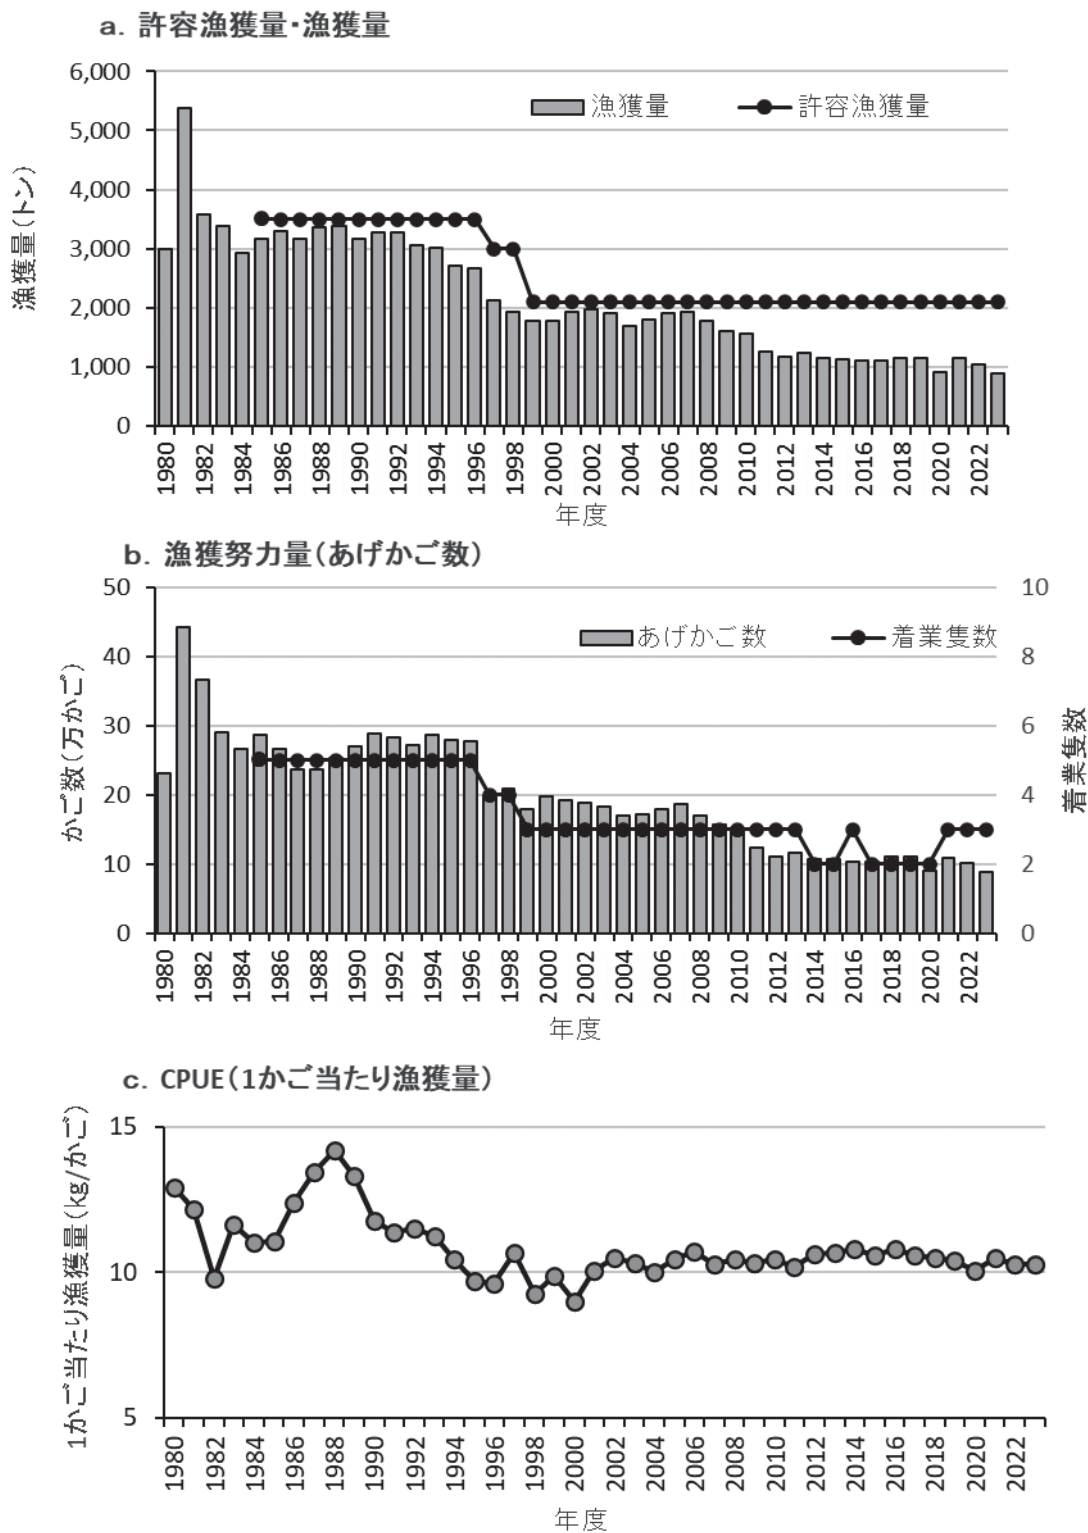 a. 許容漁獲量・漁獲量
漁獲量(トン)
6,000
5,000
4,000
3,000
2,000
1,000
0
漁獲量 許容漁獲量
1980 1982 1984 1986 1988 1990 1992 1994 1996 1998 2000 2002 2004 2006 2008 2010 2012 2014 2016 2018 2020 2022
年度
b. 漁獲努力量(あげかご数)
かご数(万かご)
50
40
30
20
10
0
あげかご数 着業隻数
10
8
6
4
2
0
着業隻数
1980 1982 1984 1986 1988 1990 1992 1994 1996 1998 2000 2002 2004 2006 2008 2010 2012 2014 2016 2018 2020 2022
年度
c. CPUE(1かご当たり漁獲量)
1かご当たり漁獲量(kg/かご)
15
10
5
1980 1982 1984 1986 1988 1990 1992 1994 1996 1998 2000 2002 2004 2006 2008 2010 2012 2014 2016 2018 2020 2022
年度